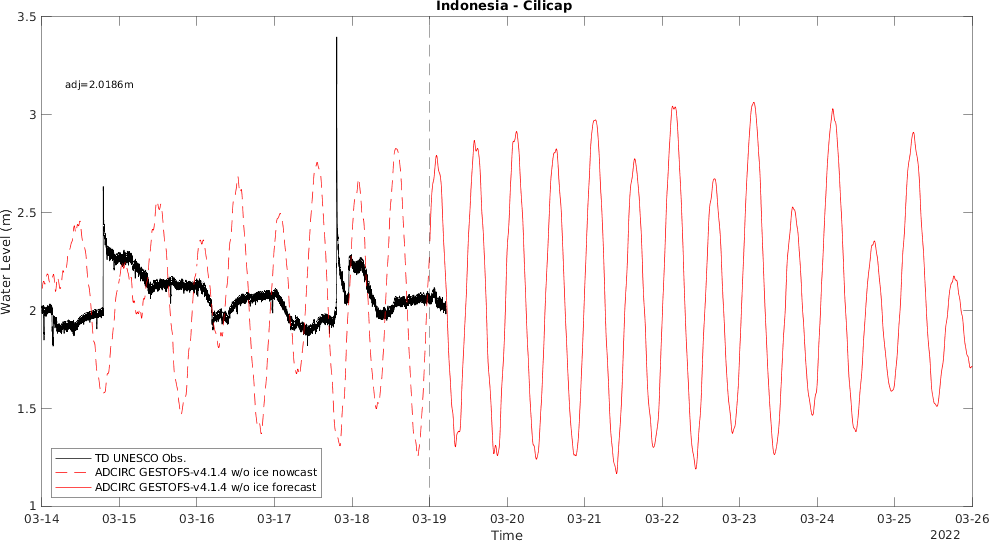 Indonesia - Cilicap
3.5
adj=2.0186m
3
2.5
Water Level (m)
2
1.5
TD UNESCO Obs.
ADCIRC GESTOFS-v4.1.4 w/o ice nowcast
ADCIRC GESTOFS-v4.1.4 w/o ice forecast
1
03-14 03-15 03-16 03-17 03-18 03-19 03-20 03-21 03-22 03-23 03-24 03-25 03-26
Time
2022